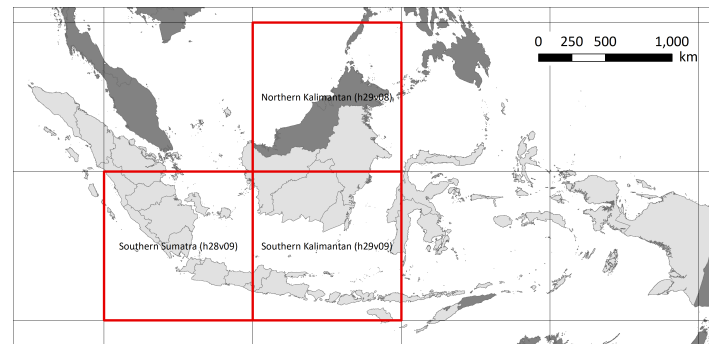 0 250 500 1,000
km
Northern Kalimantan (h29v08)
Southern Sumatra (h28v09)
Southern Kalimantan (h29v09)